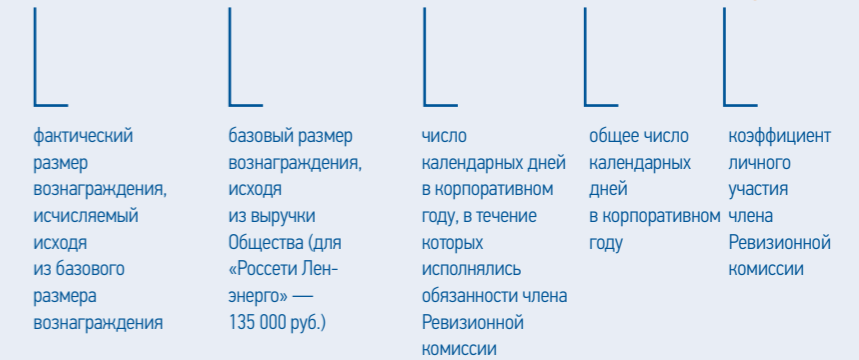 фактический
размер
вознаграждения,
исчисляемый
исходя
из базового
размера
вознаграждения
базовый размер
вознаграждения,
исходя
из выручки
Общества (для
«Россети Лен-
энерго» —
135 000 руб.)
число
календарных дней
в корпоративном
году, в течение
которых
исполнялись
обязанности члена
Ревизионной
комиссии
общее число
календарных
дней
в корпоративном
году
коэффициент
личного
участия
члена
Ревизионной
комиссии